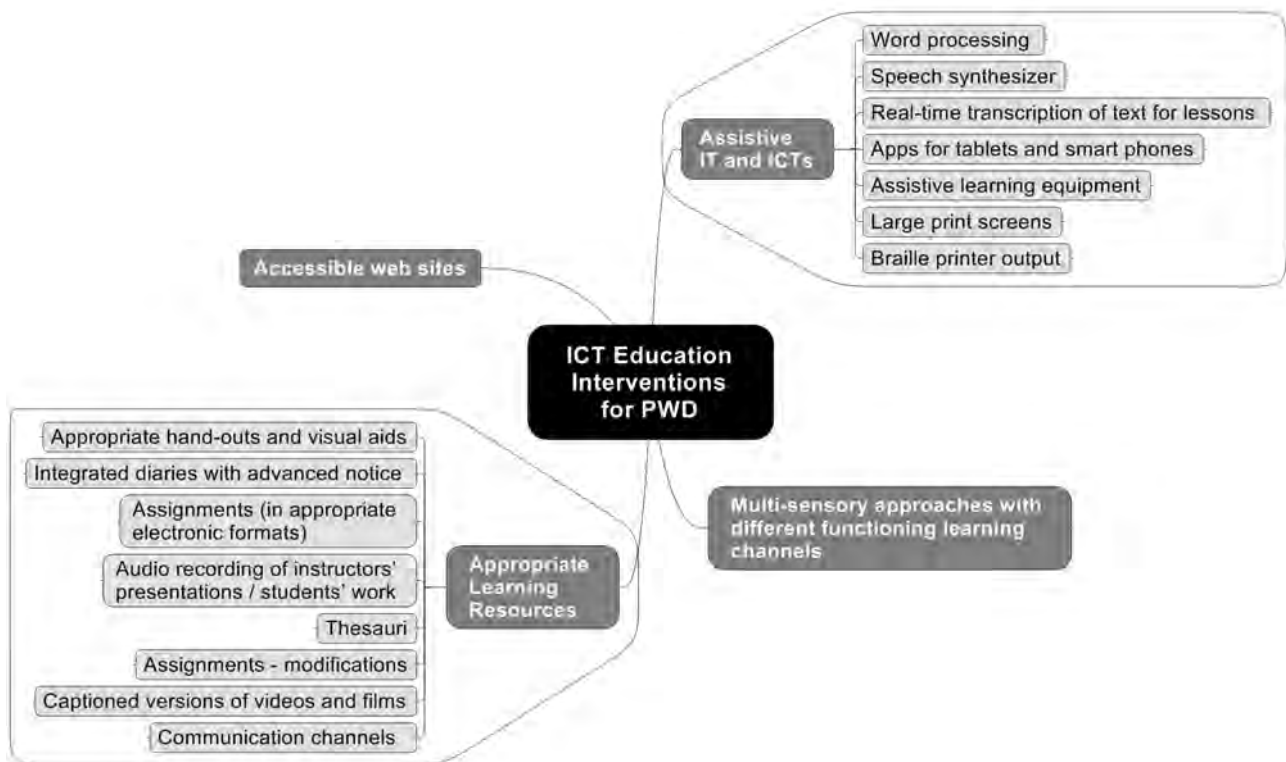 Word processing
Speech synthesizer
Real-time transcription of text for lessons
Assistive
IT and ICTs
Apps for tablets and smart phones
Assistive learning equipment
Large print screens
Braille printer output
Accessible web sites
ICT Education
Interventions
for PWD
Appropriate hand-outs and visual aids
Integrated diaries with advanced notice
Assignments (in appropriate
electronic formats)
Audio recording of instructors'
presentations / students' work
Thesauri
Assignments - modifications
Captioned versions of videos and films
Communication channels
Appropriate
Learning
Resources
Multi-sensory approaches with
different functioning learning
channels